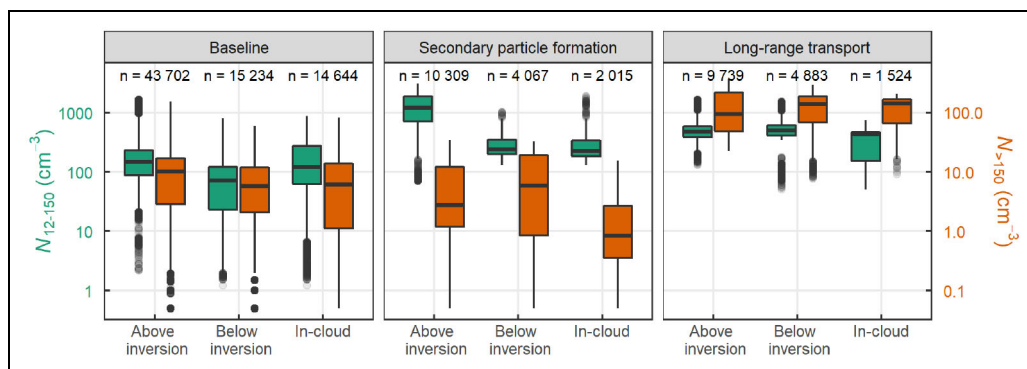 Baseline
Secondary particle formation
Long-range transport
n = 43 702
n = 15 234
n = 14 644
n = 10 309
n = 4 067
n = 2 015
n = 9 739
n = 4 883
n = 1 524
N12-150 (cm−3)
1000
100
10
1
100.0
10.0
1.0
0.1
N>150 (cm−3)
Above inversion
Below inversion
In-cloud
Above inversion
Below inversion
In-cloud
Above inversion
Below inversion
In-cloud